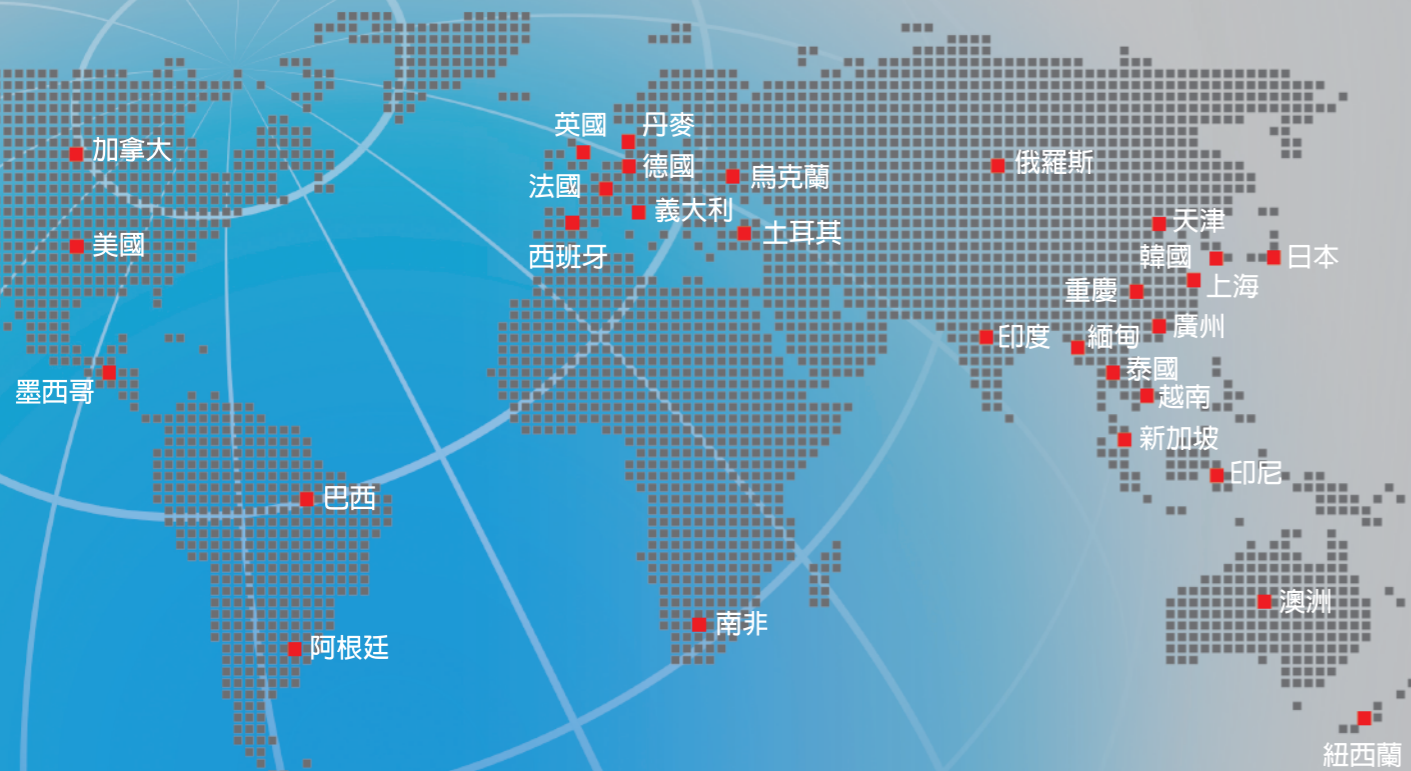 英國
丹麥
加拿大
德國
俄羅斯
法國
烏克蘭
義大利
天津
土耳其
美國
西班牙
韓國
日本
重慶
上海
廣州
印度
緬甸
泰國
墨西哥
越南
新加坡
印尼
巴西
澳洲
南非
阿根廷
紐西蘭